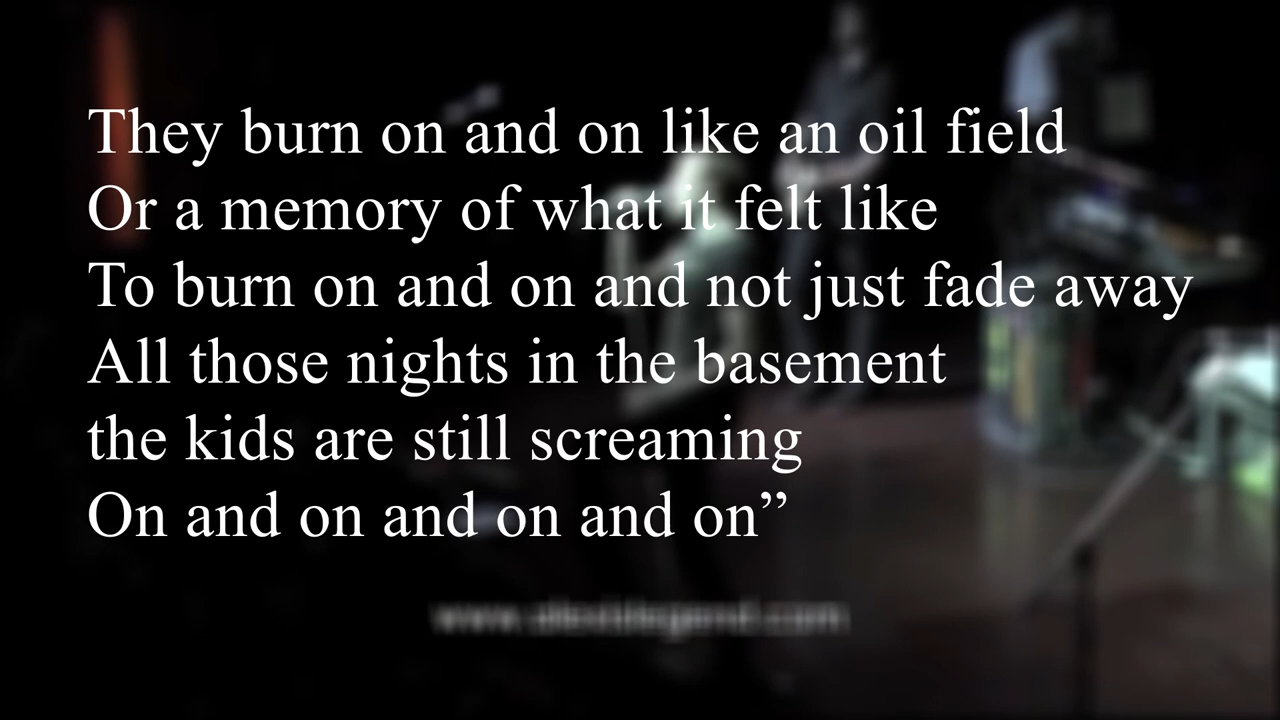 They burn on and on like an oil field
Or a memory of what it felt like
To burn on and on and not just fade away
All those nights in the basement
the kids are still screaming
On and on and on and on”